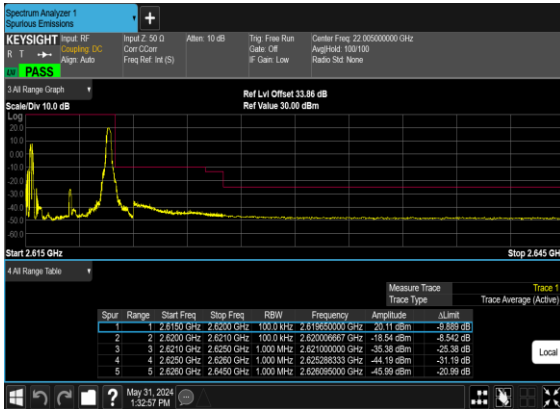 Spectrum Analyzer 1
Spurious Emissions
+
KEYSIGHT Input: RF Input Z: 50 Ω Atten: 10 dB Trig: Free Run Center Freq: 22.005000000 GHz
R T Coupling: DC Corr CCorr Gate: Off Avg|Hold: 100/100
Align: Auto Freq Ref: Int (S) IF Gain: Low Radio Std: None
PASS
3 All Range Graph
Ref Lvl Offset 33.86 dB
Scale/Div 10.0 dB Ref Value 30.00 dBm
Log
20.0
10.0
0.00
-10.0
-20.0
-30.0
-40.0
-50.0
-60.0
Start 2.615 GHz Stop 2.645 GH
4 All Range Table
Measure Trace Trace 1
Trace Type Trace Average (Active)
Spur Range Start Freq Stop Freq RBW Frequency Amplitude ΔLimit
1 1 2.6150 GHz 2.6200 GHz 100.0 kHz 2.619650000 GHz 20.11 dBm -9.889 dB
2 2 2.6200 GHz 2.6210 GHz 100.0 kHz 2.620006667 GHz -18.54 dBm -8.542 dB
3 3 2.6210 GHz 2.6250 GHz 1.000 MHz 2.621000000 GHz -35.38 dBm -25.38 dB
4 4 2.6250 GHz 2.6260 GHz 1.000 MHz 2.625288333 GHz -44.19 dBm -31.19 dB
5 5 2.6260 GHz 2.6450 GHz 1.000 MHz 2.626095000 GHz -45.99 dBm -20.99 dB
Local
? May 31, 2024
1:32:57 PM